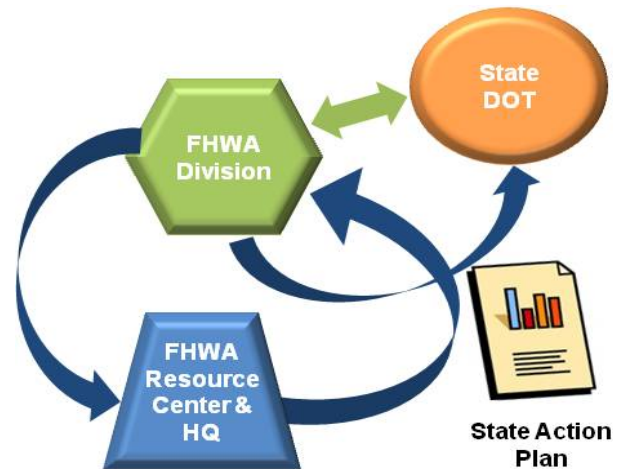 State
DOT
FHWA
Division
FHWA
Resource
Center &
HQ
State Action
Plan